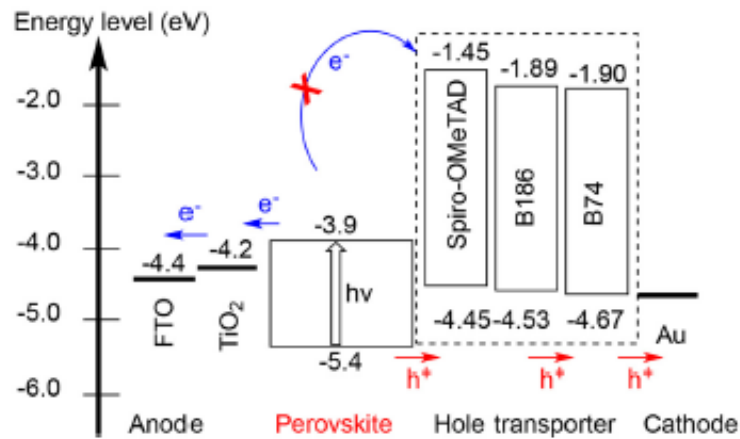 Energy level (eV)
-2.0
-3.0
-4.0
-5.0
-6.0
e-
e-
e-
-1.45
-1.89
-1.90
Spiro-OMeTAD
B186
B74
-3.9
-4.2
-4.4
FTO
TiO₂
hv
-5.4
-4.45
-4.53
-4.67
Au
h+
h+
h+
Anode
Perovskite
Hole transporter
Cathode